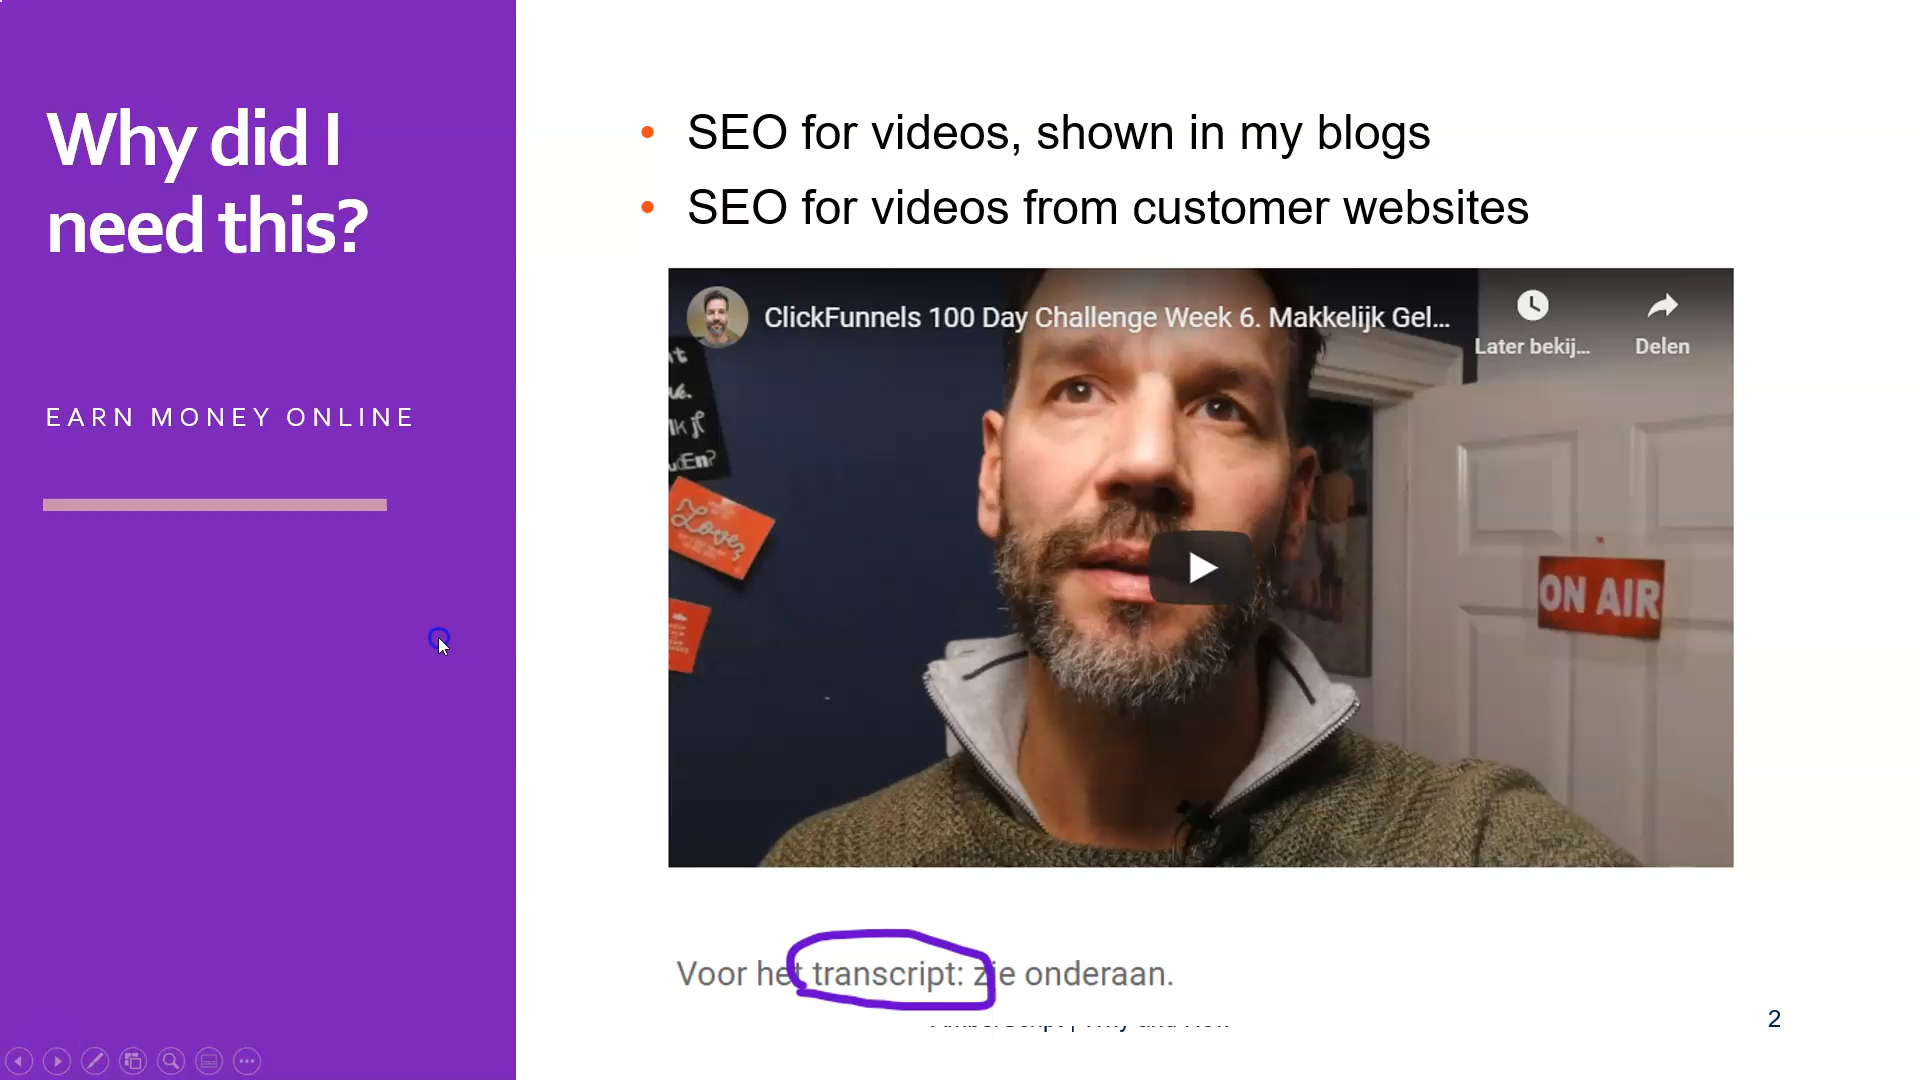 Why did I
need this?
EARN MONEY ONLINE
• SEO for videos, shown in my blogs
• SEO for videos from customer websites
ClickFunnels 100 Day Challenge Week 6. Makkelijk Gel...
Later bekij...
Delen
Love
ON AIR
Voor het transcript: zie onderaan.
2